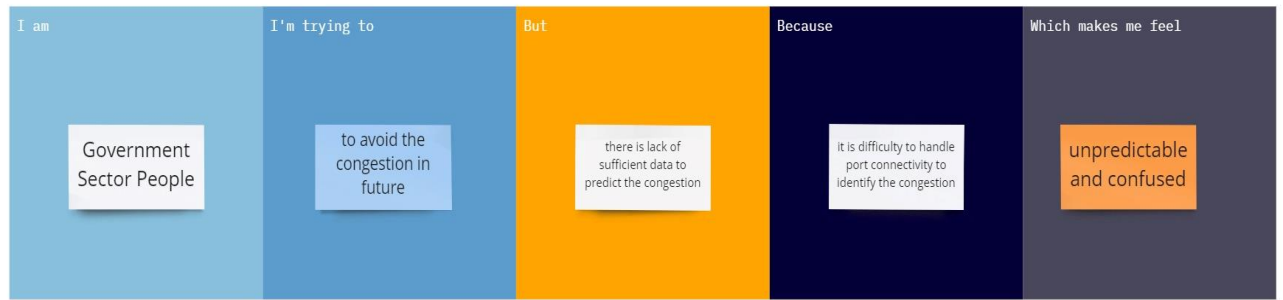 I am
Government
Sector People
I'm trying to
to avoid the
congestion in
future
But
there is lack of
sufficient data to
predict the congestion
Because
it is difficulty to handle
port connectivity to
identify the congestion
Which makes me feel
unpredictable
and confused